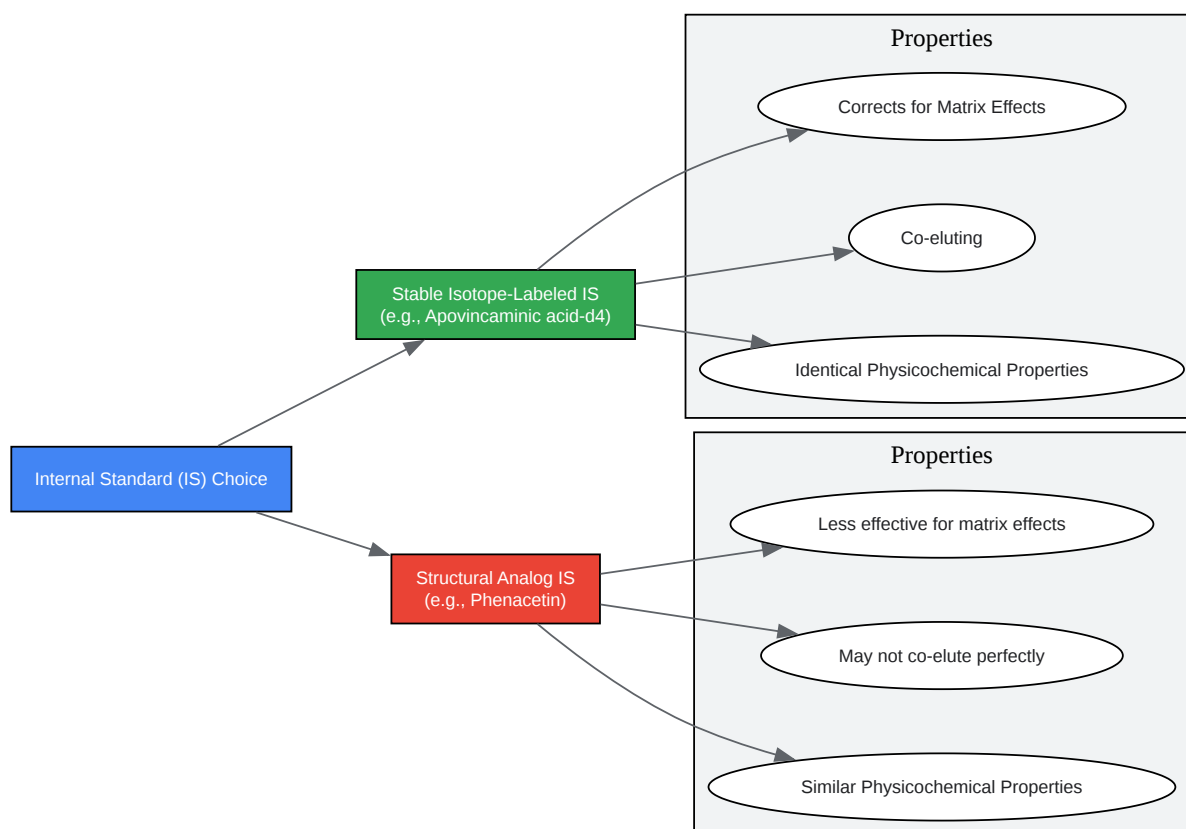 Properties
Corrects for Matrix Effects
Co-eluting
Stable Isotope-Labeled IS
(e.g., Apovincaminic acid-d4)
Identical Physicochemical Properties
Internal Standard (IS) Choice
Properties
Less effective for matrix effects
Structural Analog IS
(e.g., Phenacetin)
May not co-elute perfectly
Similar Physicochemical Properties